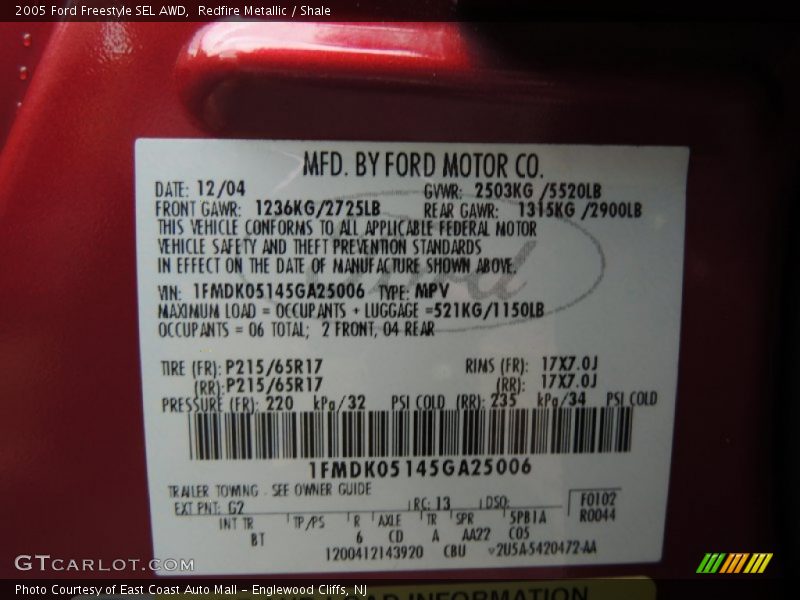 2005 Ford Freestyle SEL AWD,  Redfire Metallic / Shale
MFD. BY FORD MOTOR CO.
DATE: 12/04 GVWR: 2503KG /5520LB
FRONT GAWR: 1236KG/2725LB REAR GAWR: 1315KG /2900LB
THIS VEHICLE CONFORMS TO ALL APPLICABLE FEDERAL MOTOR
VEHICLE SAFETY AND THEFT PREVENTION STANDARDS
IN EFFECT ON THE DATE OF MANUFACTURE SHOWN ABOVE.
VIN: 1FMDK05145GA25006 TYPE: MPV
MAXIMUM LOAD = OCCUPANTS + LUGGAGE =521KG/1150LB
OCCUPANTS = 06 TOTAL; 2 FRONT, 04 REAR
TIRE (FR): P215/65R17 RIMS (FR): 17X7.0J
(RR): P215/65R17 (RR): 17X7.0J
PRESSURE (FR): 220 kPa/32 PSI COLD (RR): 235 kPa/34 PSI COLD
1FMDK05145GA25006
TRAILER TOWING - SEE OWNER GUIDE
EXT PNT: G2 RC: 13 DSO: F0102
R0044
INT TR TP/PS R AXLE TR SPR 5PB1A
BT 6 CD A AA22 C05
1200412143920 CBU 2U5A-5420472-AA
GTCARLOT.COM
Photo Courtesy of East Coast Auto Mall - Englewood Cliffs, NJ
LOAD INFORMATION